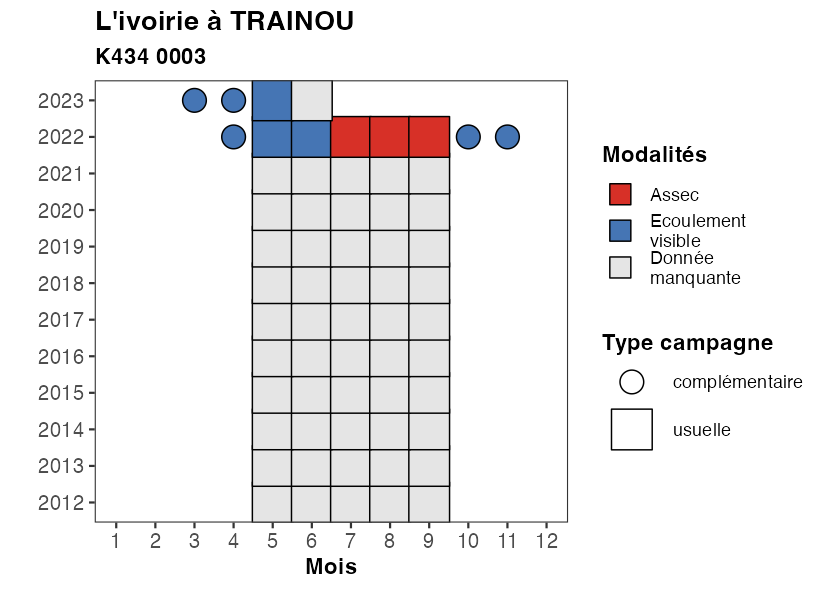 L'ivoirie à TRAINOU
K434 0003
2023
2022
2021
2020
2019
2018
2017
2016
2015
2014
2013
2012
1 2 3 4 5 6 7 8 9 10 11 12
Mois
Modalités
Assec
Ecoulement
visible
Donnée
manquante
Type campagne
complémentaire
usuelle